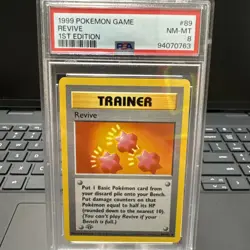 1999 POKEMON GAME #89
REVIVE NM-MT
1ST EDITION 8
PSA 94070763
TRAINER
Revive
Put 1 Basic Pokémon card from your
discard pile onto your Bench.
Put damage counters on that
Pokémon equal to half its HP
(rounded down to the nearest 10).
(You can't play Revive if your
Bench is full.)